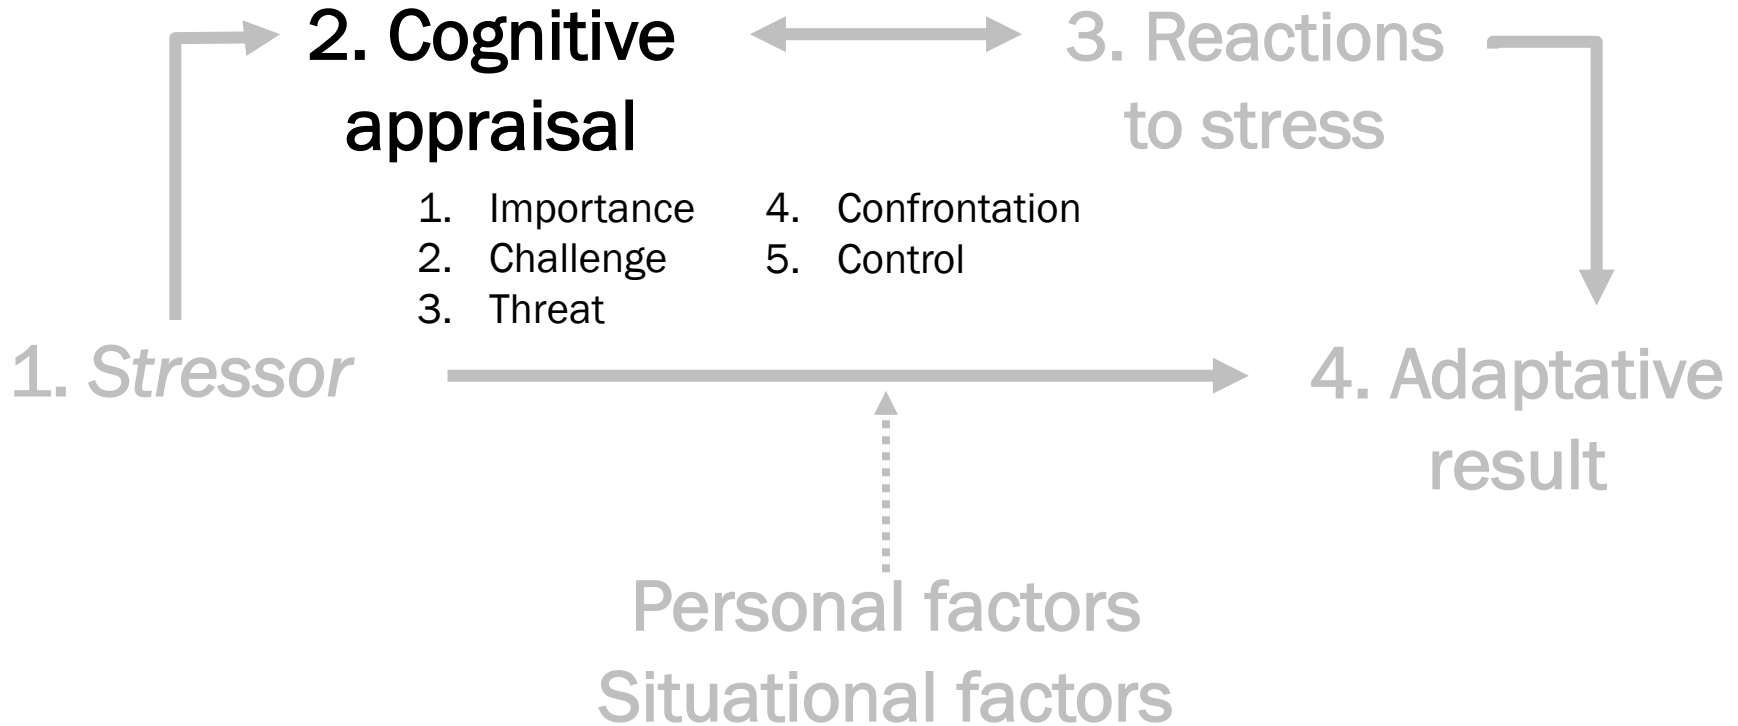 2. Cognitive
appraisal
3. Reactions
to stress
1. Importance
2. Challenge
3. Threat
4. Confrontation
5. Control
1. Stressor
4. Adaptative
result
Personal factors
Situational factors